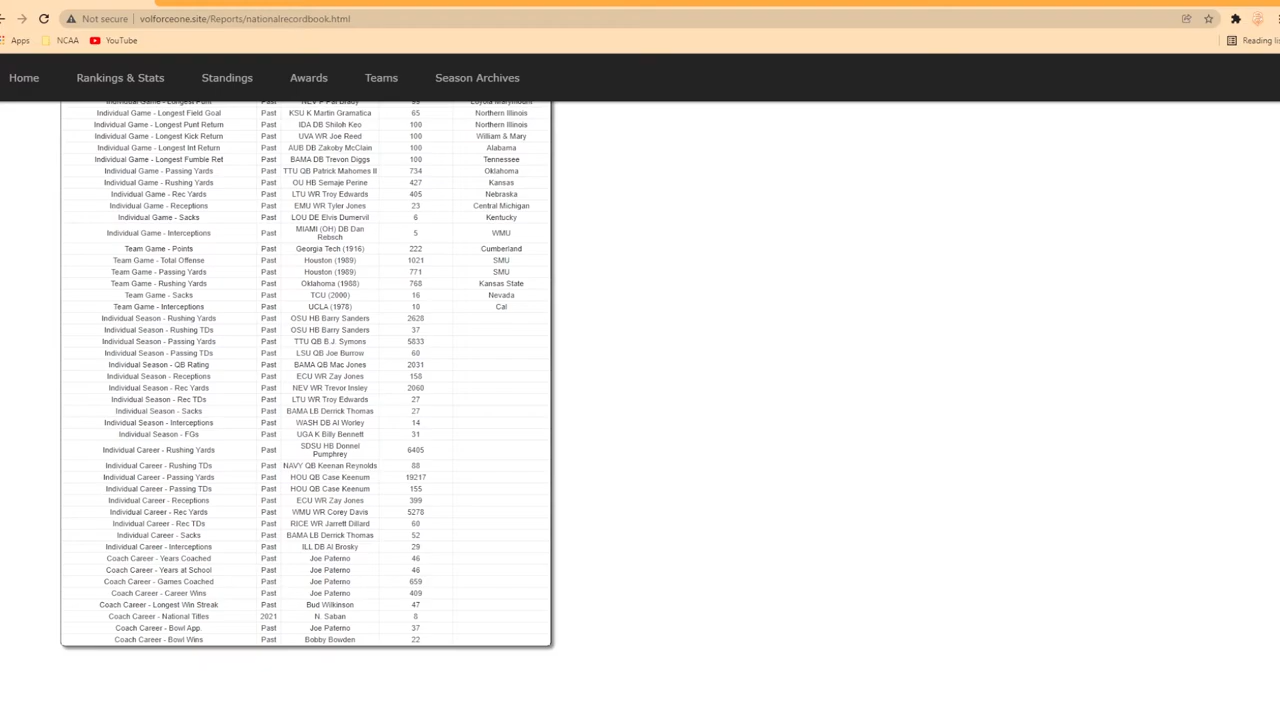 Not secure volforceone.site/Reports/nationalrecordbook.html
Apps NCAA YouTube Reading lis
Home Rankings & Stats Standings Awards Teams Season Archives
Individual Game - Longest Punt Past NEV P Pat Brady 99 Loyola Marymount
Individual Game - Longest Field Goal Past KSU K Martin Gramatica 65 Northern Illinois
Individual Game - Longest Punt Return Past IDA DB Shiloh Keo 100 Northern Illinois
Individual Game - Longest Kick Return Past UVA WR Joe Reed 100 William & Mary
Individual Game - Longest Int Return Past AUB DB Zakoby McClain 100 Alabama
Individual Game - Longest Fumble Ret Past BAMA DB Trevon Diggs 100 Tennessee
Individual Game - Passing Yards Past TTU QB Patrick Mahomes II 734 Oklahoma
Individual Game - Rushing Yards Past OU HB Semaje Perine 427 Kansas
Individual Game - Rec Yards Past LTU WR Troy Edwards 405 Nebraska
Individual Game - Receptions Past EMU WR Tyler Jones 23 Central Michigan
Individual Game - Sacks Past LOU DE Elvis Dumervil 6 Kentucky
Individual Game - Interceptions Past MIAMI (OH) DB Dan Rebsch 5 WMU
Team Game - Points Past Georgia Tech (1916) 222 Cumberland
Team Game - Total Offense Past Houston (1989) 1021 SMU
Team Game - Passing Yards Past Houston (1989) 771 SMU
Team Game - Rushing Yards Past Oklahoma (1988) 768 Kansas State
Team Game - Sacks Past TCU (2000) 16 Nevada
Team Game - Interceptions Past UCLA (1978) 10 Cal
Individual Season - Rushing Yards Past OSU HB Barry Sanders 2628
Individual Season - Rushing TDs Past OSU HB Barry Sanders 37
Individual Season - Passing Yards Past TTU QB B.J. Symons 5833
Individual Season - Passing TDs Past LSU QB Joe Burrow 60
Individual Season - QB Rating Past BAMA QB Mac Jones 2031
Individual Season - Receptions Past ECU WR Zay Jones 158
Individual Season - Rec Yards Past NEV WR Trevor Insley 2060
Individual Season - Rec TDs Past LTU WR Troy Edwards 27
Individual Season - Sacks Past BAMA LB Derrick Thomas 27
Individual Season - Interceptions Past WASH DB Al Worley 14
Individual Season - FGs Past UGA K Billy Bennett 31
Individual Career - Rushing Yards Past SDSU HB Donnel Pumphrey 6405
Individual Career - Rushing TDs Past NAVY QB Keenan Reynolds 88
Individual Career - Passing Yards Past HOU QB Case Keenum 19217
Individual Career - Passing TDs Past HOU QB Case Keenum 155
Individual Career - Receptions Past ECU WR Zay Jones 399
Individual Career - Rec Yards Past WMU WR Corey Davis 5278
Individual Career - Rec TDs Past RICE WR Jarrett Dillard 60
Individual Career - Sacks Past BAMA LB Derrick Thomas 52
Individual Career - Interceptions Past ILL DB Al Brosky 29
Coach Career - Years Coached Past Joe Paterno 46
Coach Career - Years at School Past Joe Paterno 46
Coach Career - Games Coached Past Joe Paterno 659
Coach Career - Career Wins Past Joe Paterno 409
Coach Career - Longest Win Streak Past Bud Wilkinson 47
Coach Career - National Titles 2021 N. Saban 8
Coach Career - Bowl App. Past Joe Paterno 37
Coach Career - Bowl Wins Past Bobby Bowden 22